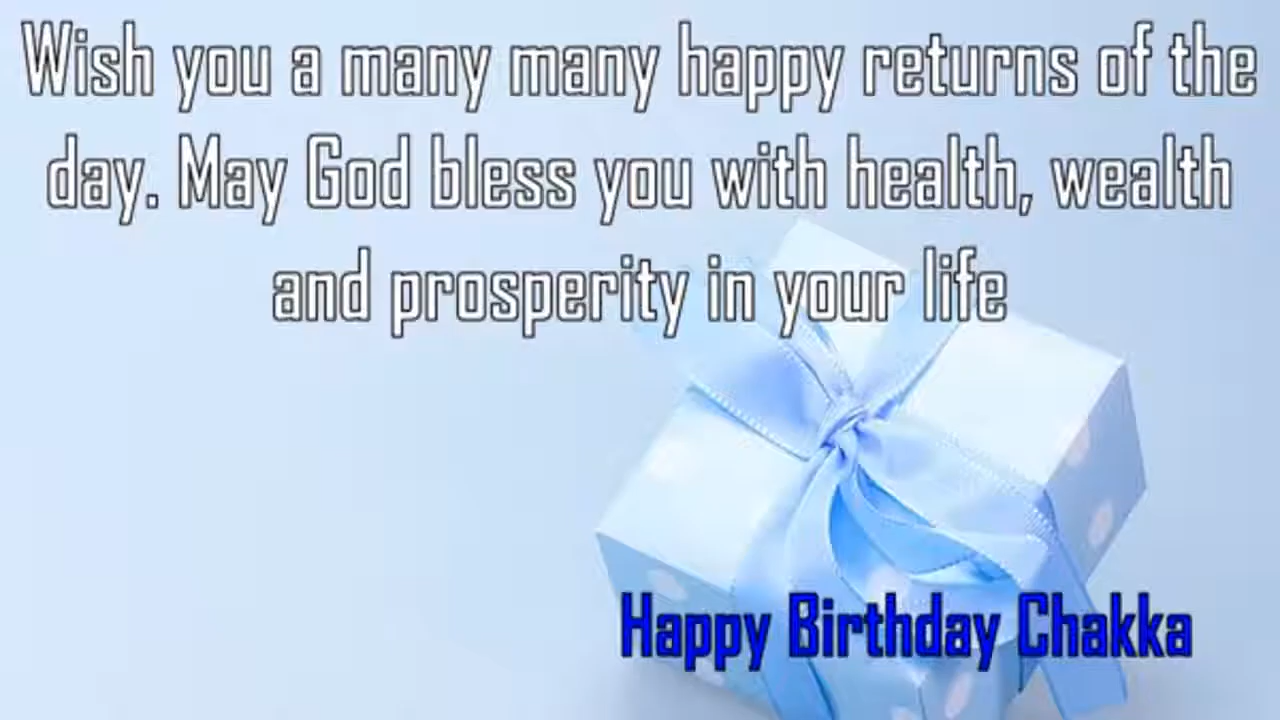 Wish you a many many happy returns of the
day. May God bless you with health, wealth
and prosperity in your life
Happy Birthday Chakka